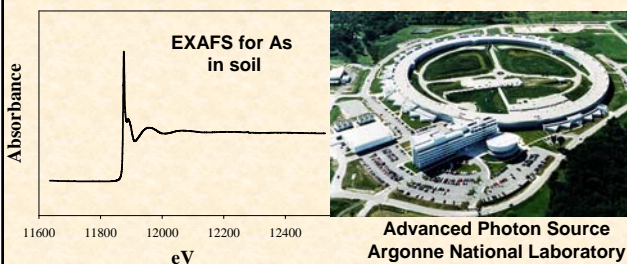 EXAFS for As
in soil
Absorbance
11600 11800 12000 12200 12400
eV
Advanced Photon Source
Argonne National Laboratory